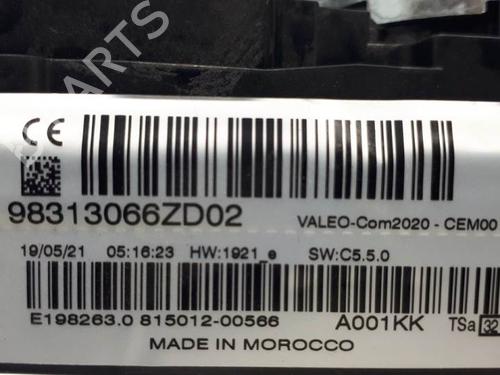 B-PARTS
CE
98313066ZD02 VALEO-Com2020 - CEM00
19/05/21 05:16:23 HW:1921_e SW:C5.5.0
E198263.0 815012-00566 A001KK TSa 32
MADE IN MOROCCO